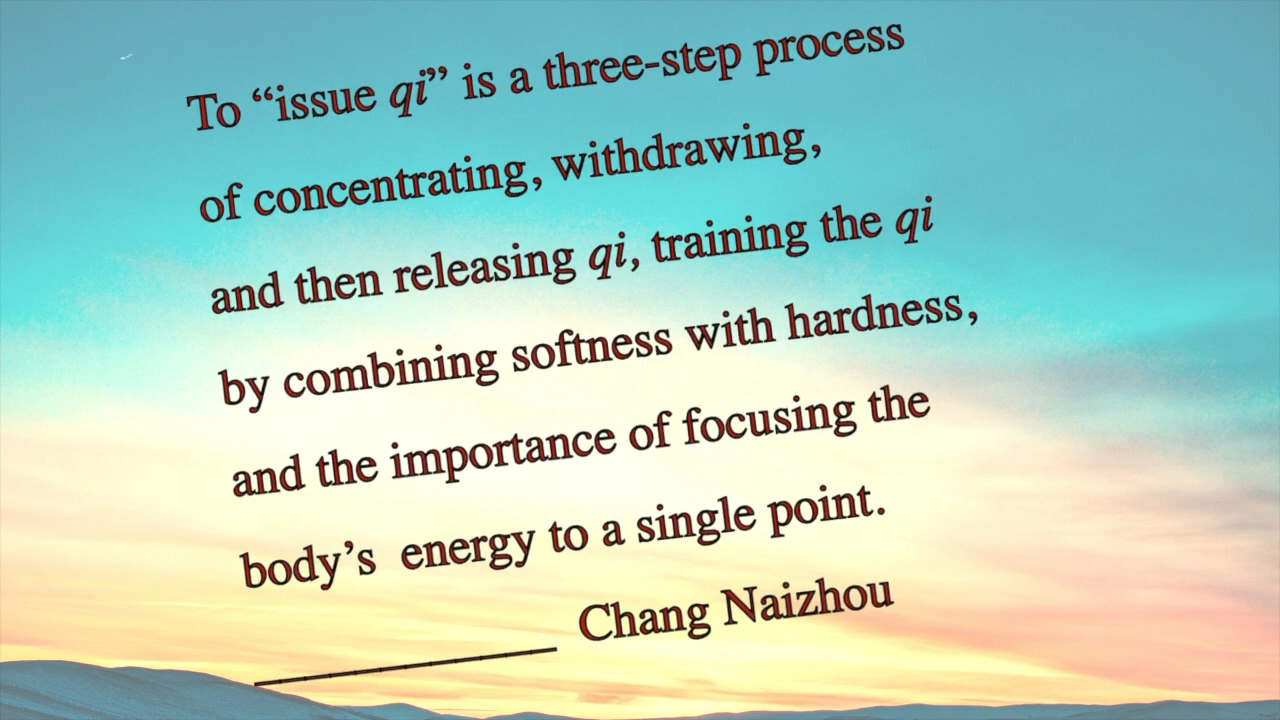 To “issue qi” is a three-step process
of concentrating, withdrawing,
and then releasing qi, training the qi
by combining softness with hardness,
and the importance of focusing the
body’s energy to a single point.
Chang Naizhou